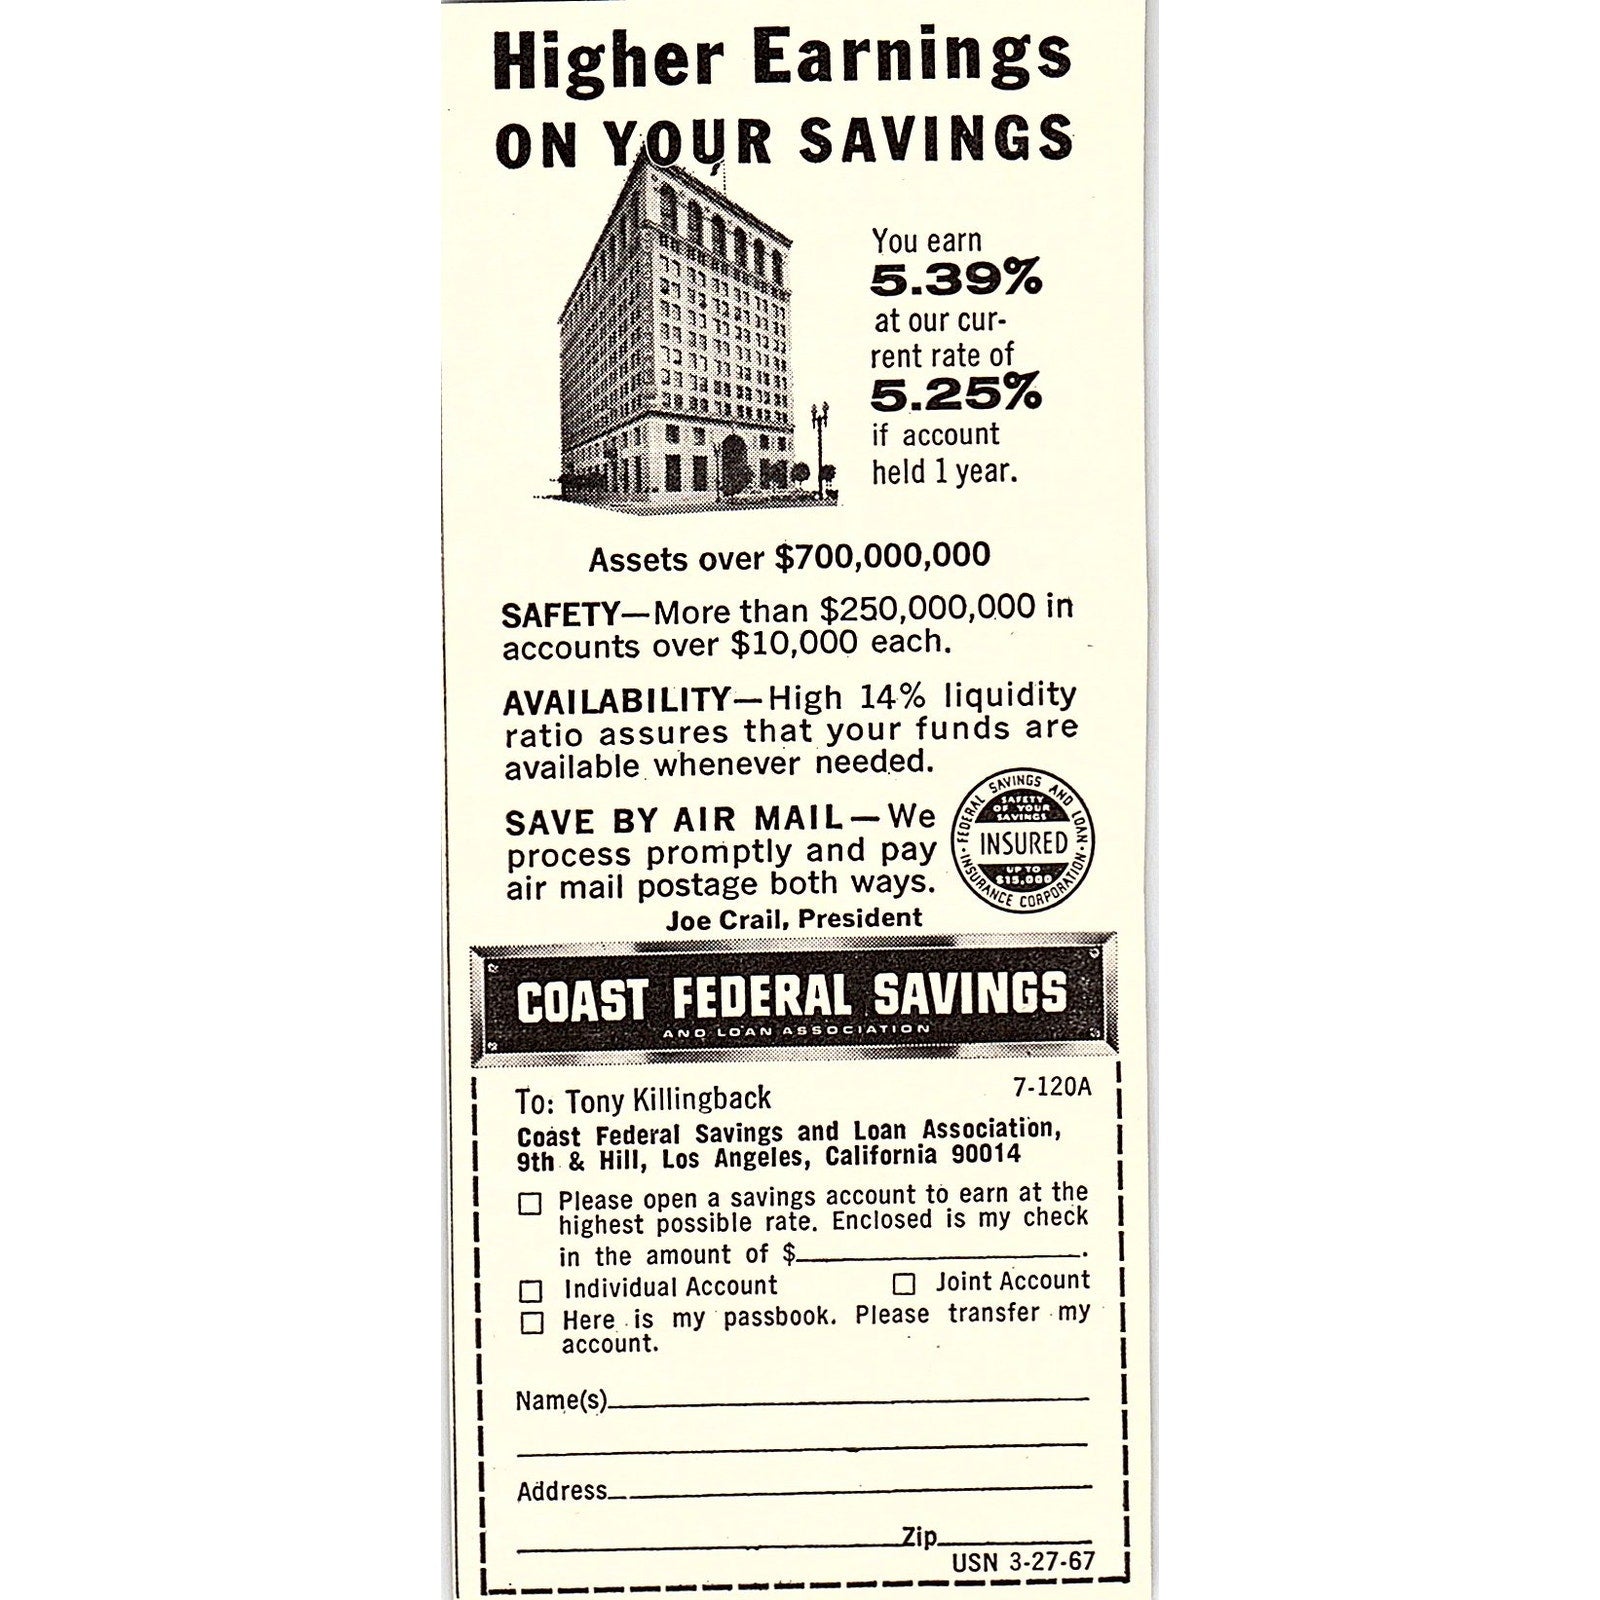 Higher Earnings
ON YOUR SAVINGS
You earn
5.39%
at our cur-
rent rate of
5.25%
if account
held 1 year.
Assets over $700,000,000
SAFETY—More than $250,000,000 in
accounts over $10,000 each.
AVAILABILITY—High 14% liquidity
ratio assures that your funds are
available whenever needed.
SAVE BY AIR MAIL—We
process promptly and pay
air mail postage both ways.
FEDERAL SAVINGS AND LOAN
INSURANCE CORPORATION
SAFETY
OF YOUR
SAVINGS
INSURED
UP TO
$15,000
Joe Crail, President
COAST FEDERAL SAVINGS
AND LOAN ASSOCIATION
To: Tony Killingback 7-120A
Coast Federal Savings and Loan Association,
9th & Hill, Los Angeles, California 90014
Please open a savings account to earn at the
highest possible rate. Enclosed is my check
in the amount of $ .
Individual Account Joint Account
Here is my passbook. Please transfer my
account.
Name(s)
Address
Zip
USN 3-27-67